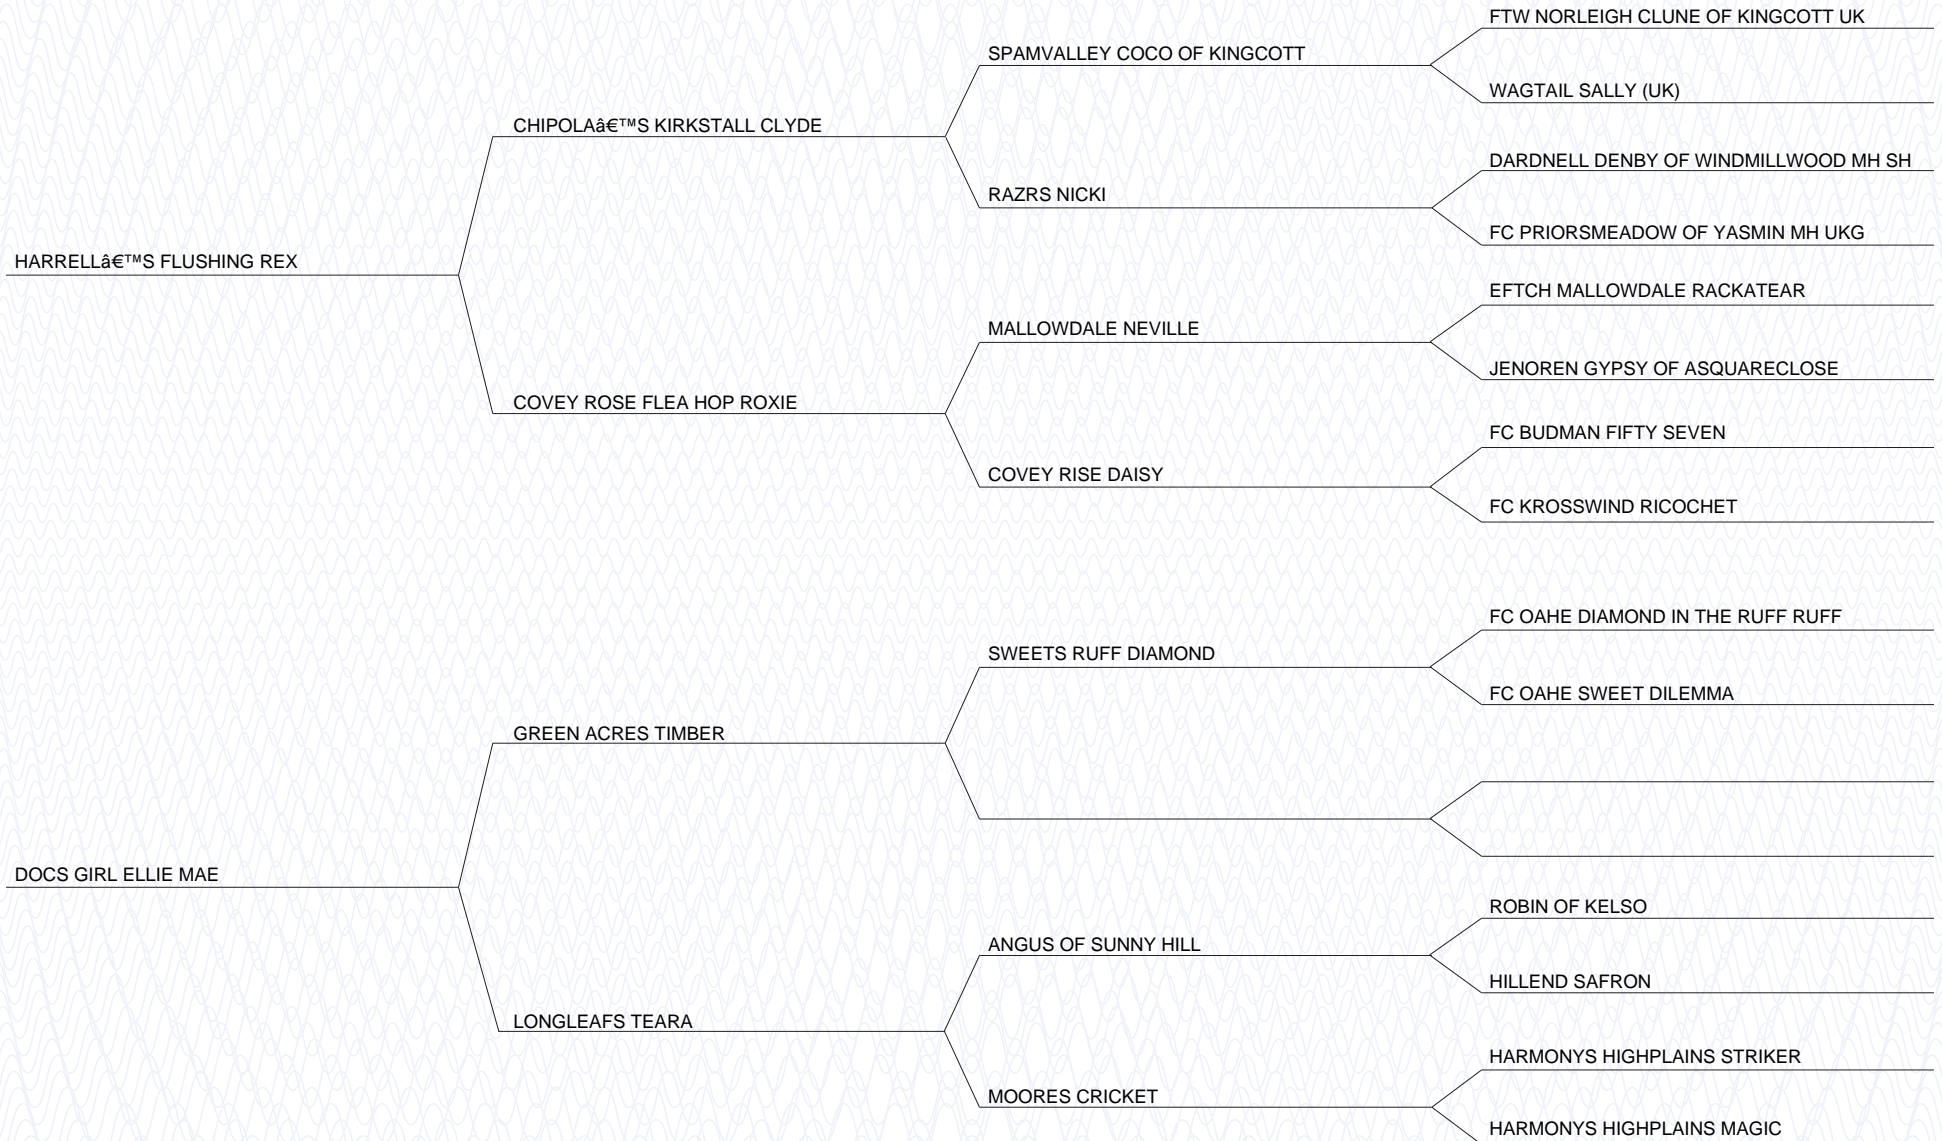 FTW NORLEIGH CLUNE OF KINGCOTT UK
SPAMVALLEY COCO OF KINGCOTT
WAGTAIL SALLY (UK)
CHIPOLA’S KIRKSTALL CLYDE
DARDNELL DENBY OF WINDMILLWOOD MH SH
RAZRS NICKI
FC PRIORSMEADOW OF YASMIN MH UKG
HARRELL’S FLUSHING REX
EFTCH MALLOWDALE RACKATEAR
MALLOWDALE NEVILLE
JENOREN GYPSY OF ASQUARECLOSE
COVEY ROSE FLEA HOP ROXIE
FC BUDMAN FIFTY SEVEN
COVEY RISE DAISY
FC KROSSWIND RICOCHET
FC OAHE DIAMOND IN THE RUFF RUFF
SWEETS RUFF DIAMOND
FC OAHE SWEET DILEMMA
GREEN ACRES TIMBER
DOCS GIRL ELLIE MAE
ROBIN OF KELSO
ANGUS OF SUNNY HILL
HILLEND SAFRON
LONGLEAFS TEARA
HARMONYS HIGHPLAINS STRIKER
MOORES CRICKET
HARMONYS HIGHPLAINS MAGIC